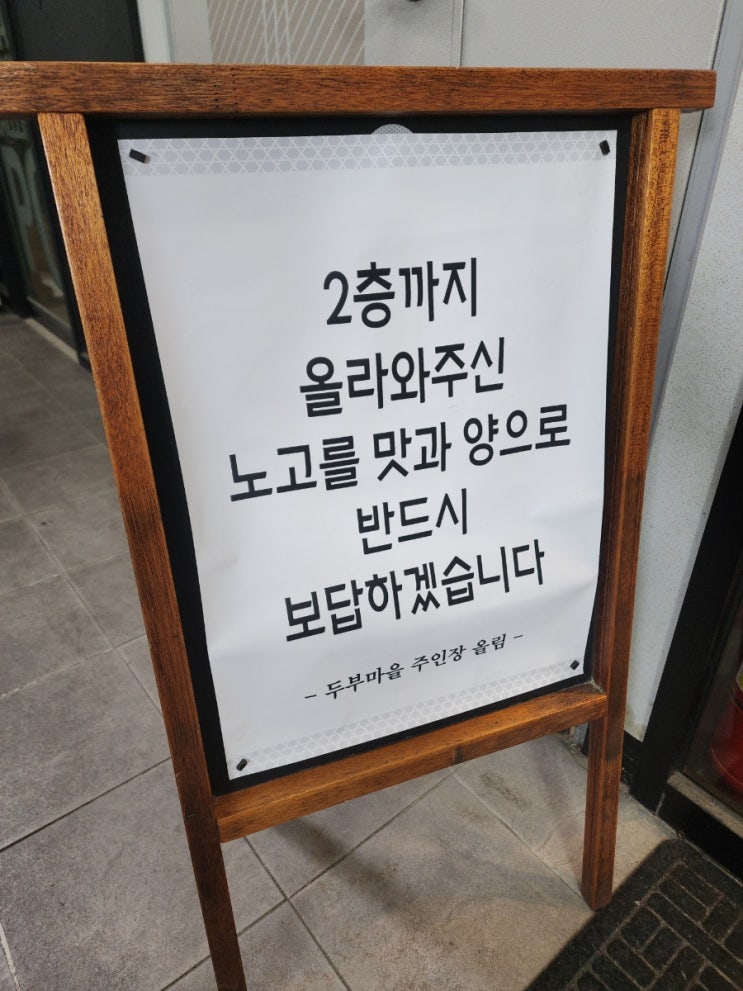 2층까지
올라와주신
노고를 맛과 양으로
반드시
보답하겠습니다
- 두부마을 주인장 올림 -